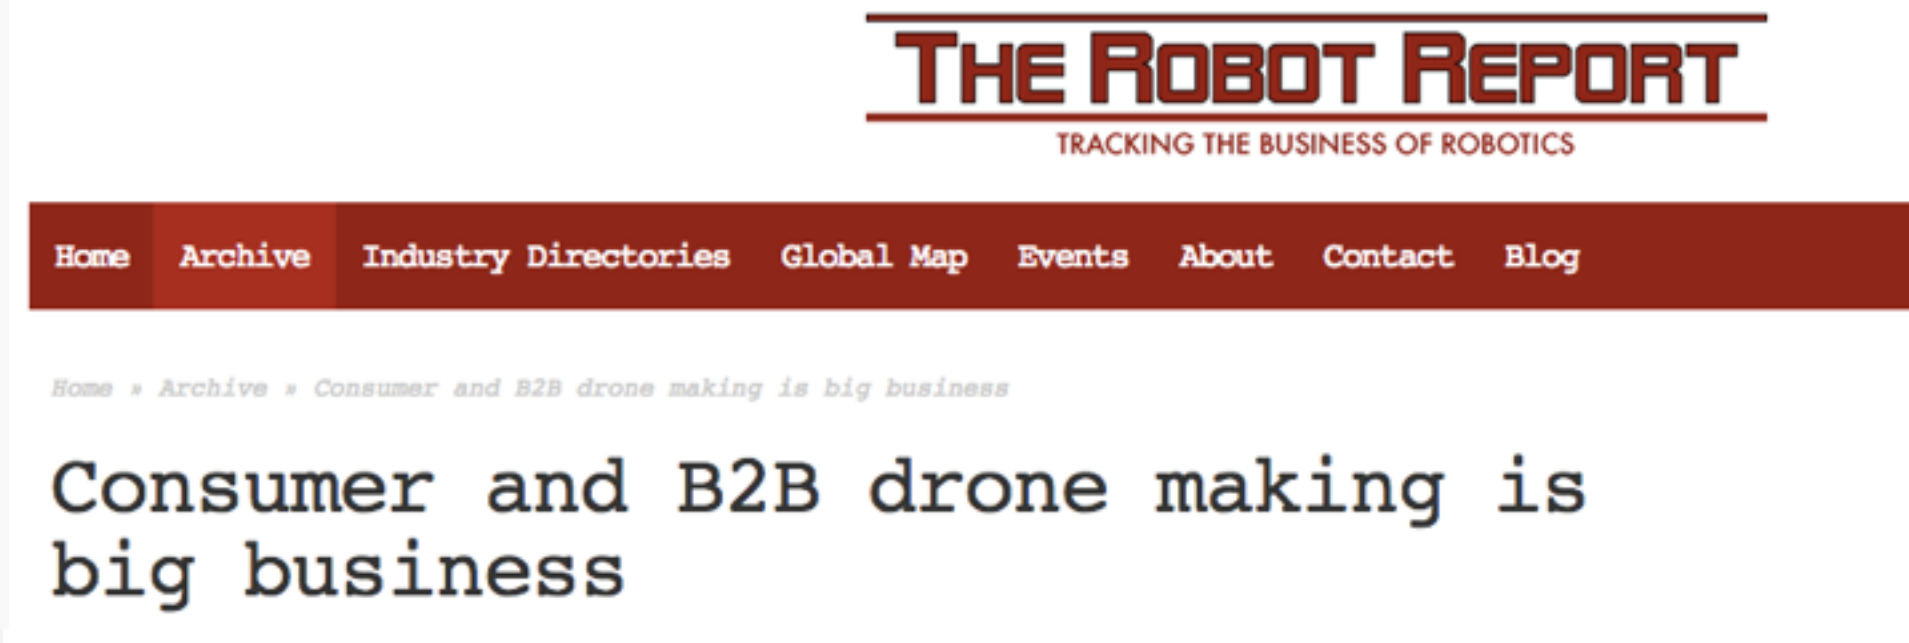 THE ROBOT REPORT
TRACKING THE BUSINESS OF ROBOTICS
Home Archive Industry Directories Global Map Events About Contact Blog
Home » Archive » Consumer and B2B drone making is big business
Consumer and B2B drone making is
big business